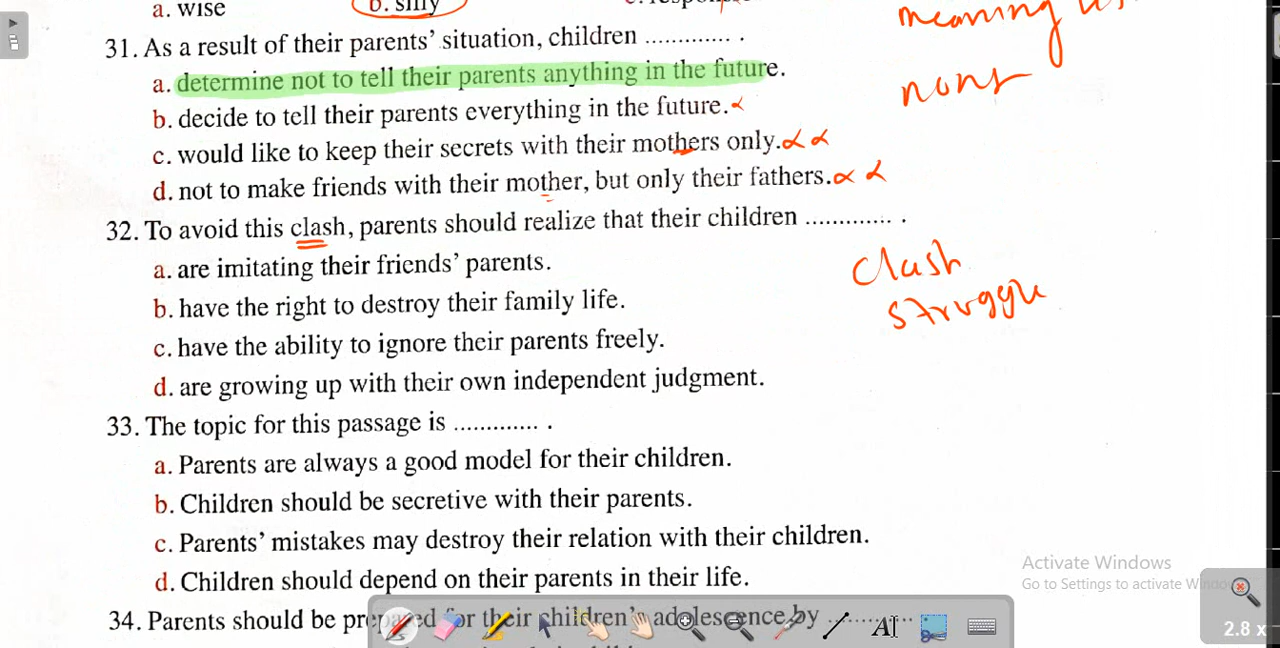 a. wise
b. silly
meaning
31. As a result of their parents' situation, children ............. .
a. determine not to tell their parents anything in the future.
b. decide to tell their parents everything in the future.
c. would like to keep their secrets with their mothers only.
d. not to make friends with their mother, but only their fathers.
32. To avoid this clash, parents should realize that their children ............. .
a. are imitating their friends' parents.
clash
b. have the right to destroy their family life.
struggle
c. have the ability to ignore their parents freely.
d. are growing up with their own independent judgment.
33. The topic for this passage is ............. .
a. Parents are always a good model for their children.
b. Children should be secretive with their parents.
c. Parents' mistakes may destroy their relation with their children.
d. Children should depend on their parents in their life.
Activate Windows
Go to Settings to activate Windows
34. Parents should be prepared for their children's adolescence by
AI
2.8 x